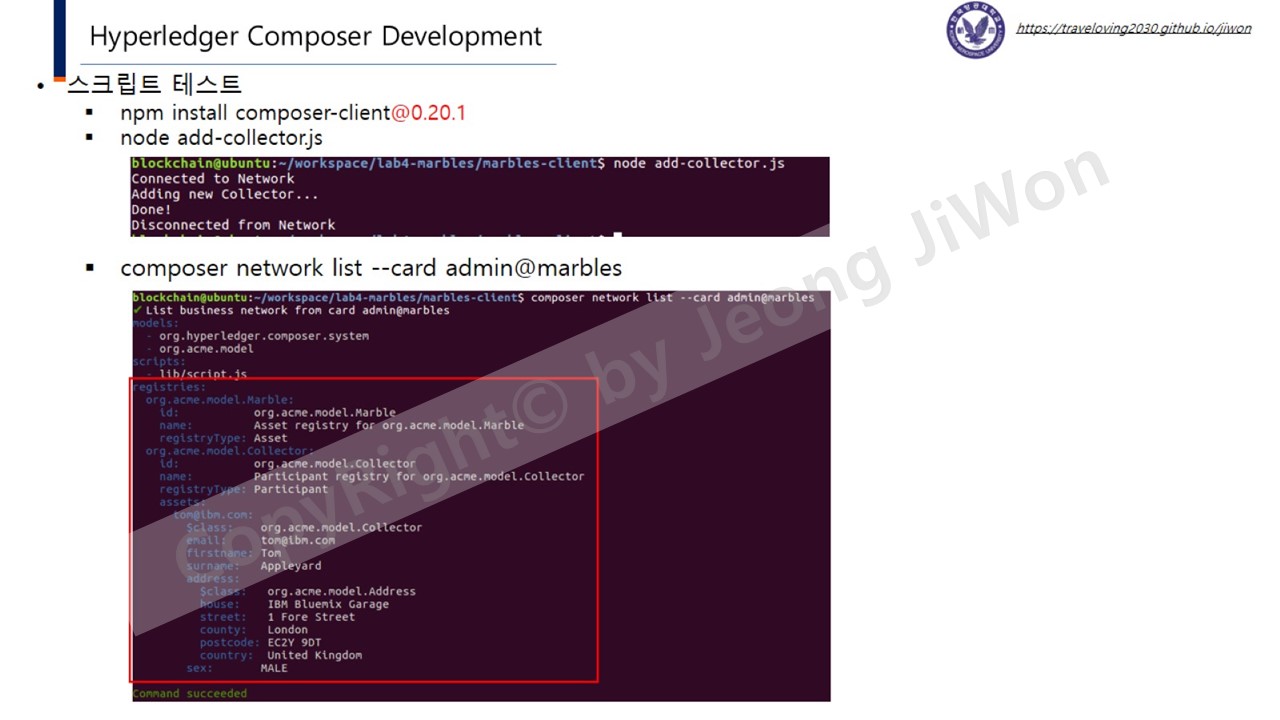 Hyperledger Composer Development
https://traveloving2030.github.io/jiwon
• 스크립트 테스트
▪ npm install composer-client@0.20.1
▪ node add-collector.js
blockchain@ubuntu:~/workspace/lab4-marbles/marbles-client$ node add-collector.js
Connected to Network
Adding new Collector...
Done!
Disconnected from Network
▪ composer network list --card admin@marbles
blockchain@ubuntu:~/workspace/lab4-marbles/marbles-client$ composer network list --card admin@marbles
✔ List business network from card admin@marbles
models:
- org.hyperledger.composer.system
- org.acme.model
scripts:
- lib/script.js
registries:
org.acme.model.Marble:
id: org.acme.model.Marble
name: Asset registry for org.acme.model.Marble
registryType: Asset
org.acme.model.Collector:
id: org.acme.model.Collector
name: Participant registry for org.acme.model.Collector
registryType: Participant
assets:
tom@ibm.com:
$class: org.acme.model.Collector
email: tom@ibm.com
firstname: Tom
surname: Appleyard
address:
$class: org.acme.model.Address
house: IBM Bluemix Garage
street: 1 Fore Street
county: London
postcode: EC2Y 9DT
country: United Kingdom
sex: MALE
Command succeeded
CopyRight© by Jeong JiWon